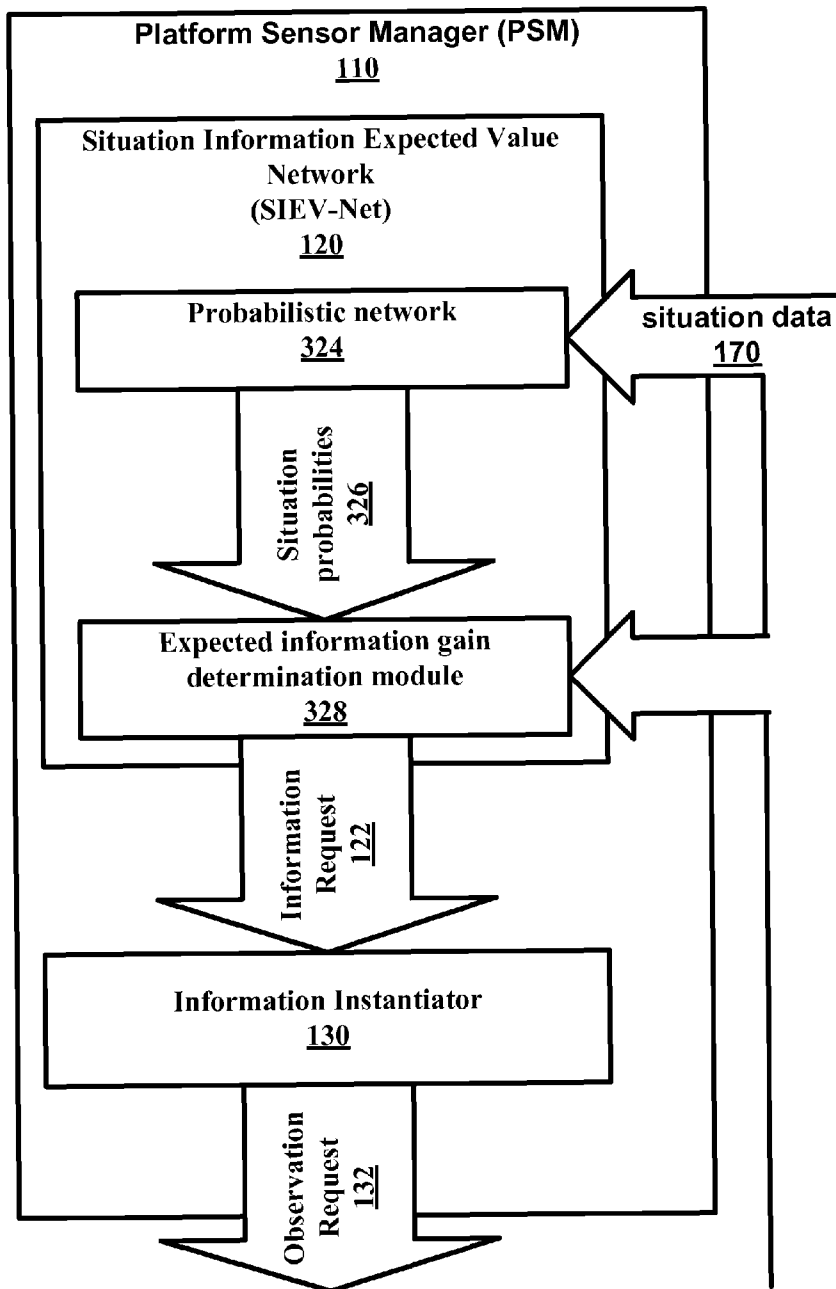 Platform Sensor Manager (PSM)
110
Situation Information Expected Value
Network
(SIEV-Net)
120
Probabilistic network
324
situation data
170
Situation
probabilities
326
Expected information gain
determination module
328
Information
Request
122
Information Instantiator
130
Observation
Request
132